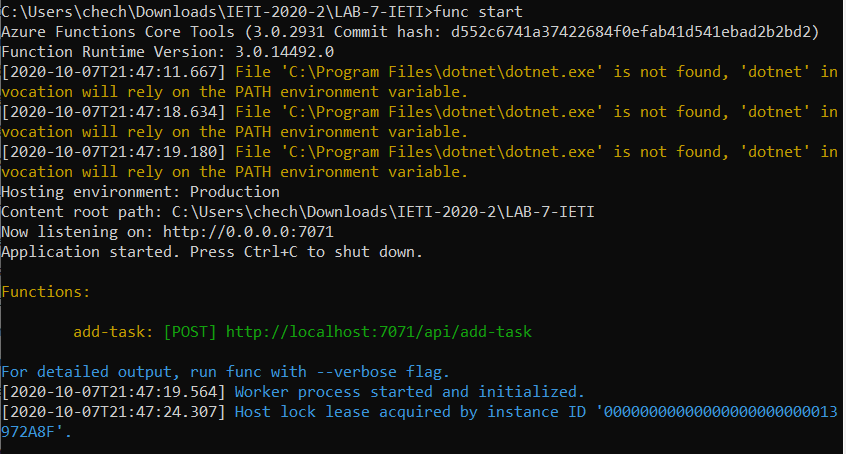 C:\Users\chech\Downloads\IETI-2020-2\LAB-7-IETI>func start
Azure Functions Core Tools (3.0.2931 Commit hash: d552c6741a37422684f0efab41d541ebad2b2bd2)
Function Runtime Version: 3.0.14492.0
[2020-10-07T21:47:11.667] File 'C:\Program Files\dotnet\dotnet.exe' is not found, 'dotnet' in
vocation will rely on the PATH environment variable.
[2020-10-07T21:47:18.634] File 'C:\Program Files\dotnet\dotnet.exe' is not found, 'dotnet' in
vocation will rely on the PATH environment variable.
[2020-10-07T21:47:19.180] File 'C:\Program Files\dotnet\dotnet.exe' is not found, 'dotnet' in
vocation will rely on the PATH environment variable.
Hosting environment: Production
Content root path: C:\Users\chech\Downloads\IETI-2020-2\LAB-7-IETI
Now listening on: http://0.0.0.0:7071
Application started. Press Ctrl+C to shut down.
Functions:
add-task: [POST] http://localhost:7071/api/add-task
For detailed output, run func with --verbose flag.
[2020-10-07T21:47:19.564] Worker process started and initialized.
[2020-10-07T21:47:24.307] Host lock lease acquired by instance ID '00000000000000000000000013
972A8F'.